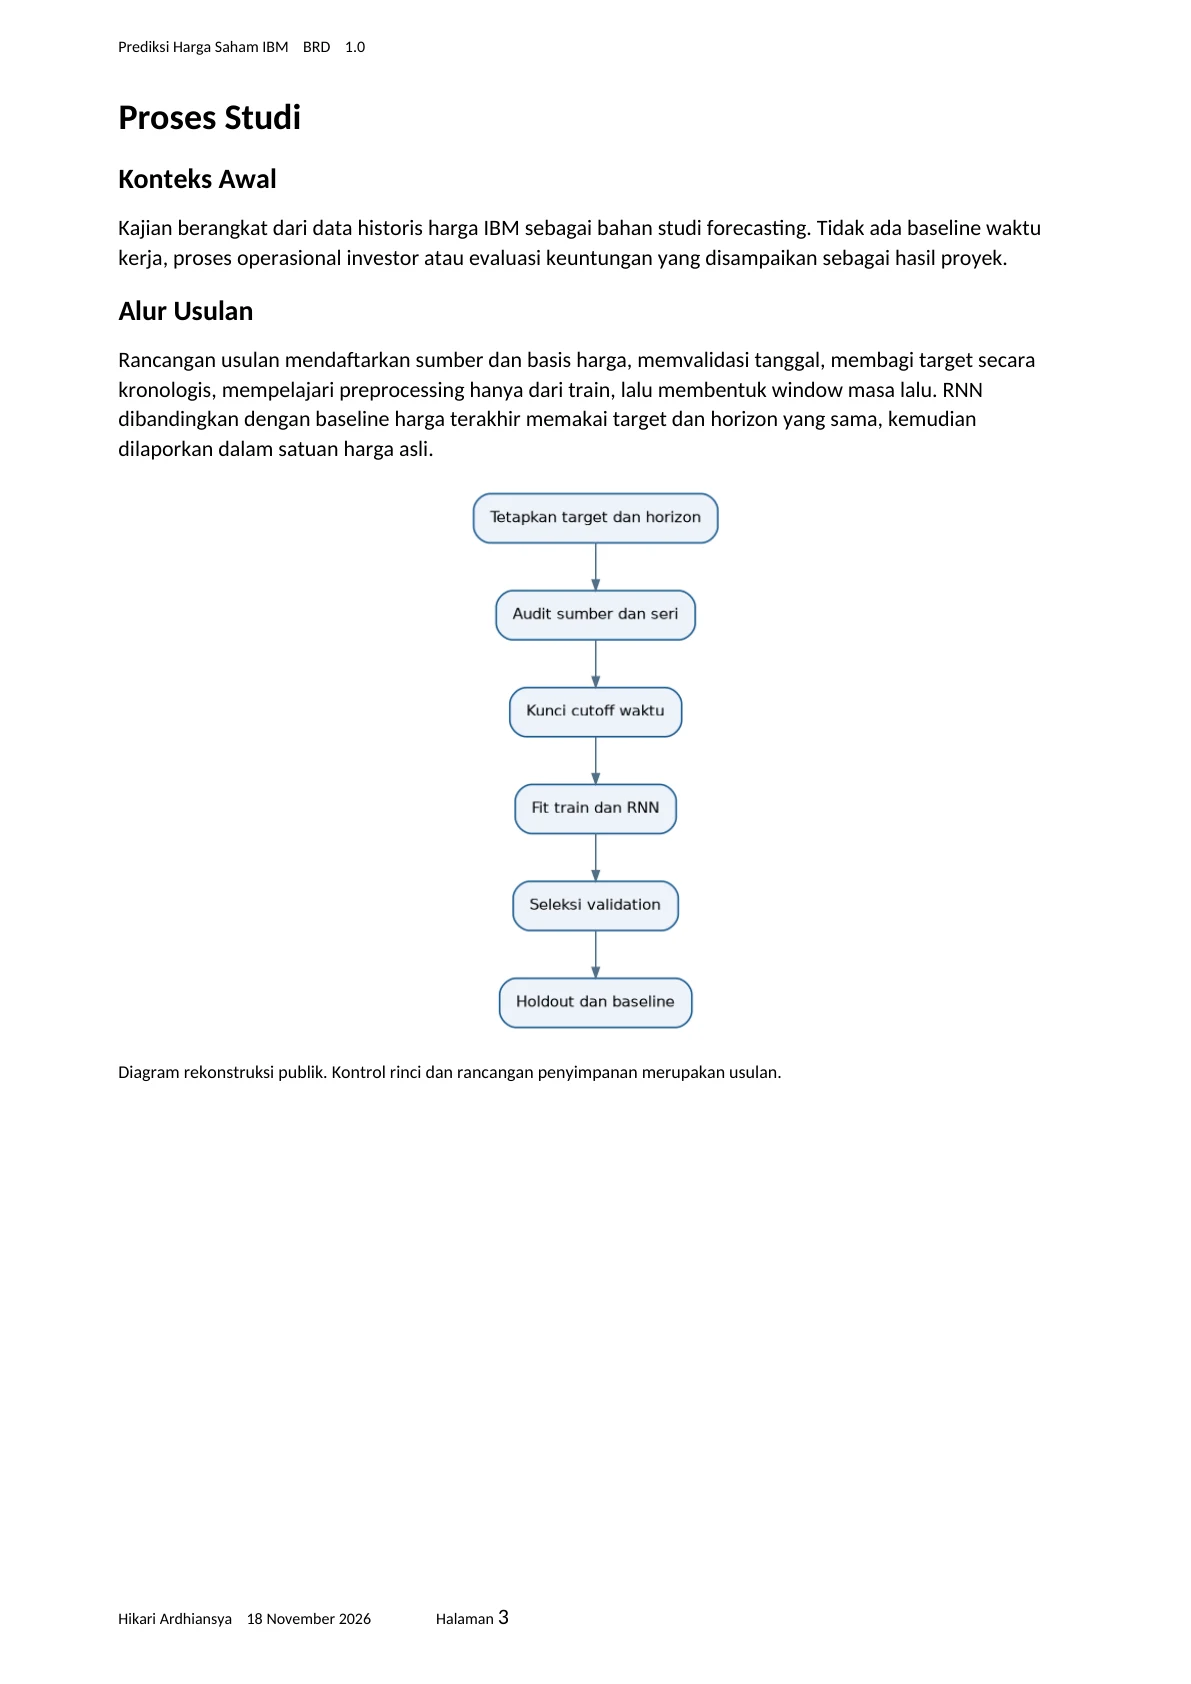 Prediksi Harga Saham IBM BRD 1.0
Proses Studi
Konteks Awal
Kajian berangkat dari data historis harga IBM sebagai bahan studi forecasting. Tidak ada baseline waktu
kerja, proses operasional investor atau evaluasi keuntungan yang disampaikan sebagai hasil proyek.
Alur Usulan
Rancangan usulan mendaftarkan sumber dan basis harga, memvalidasi tanggal, membagi target secara
kronologis, mempelajari preprocessing hanya dari train, lalu membentuk window masa lalu. RNN
dibandingkan dengan baseline harga terakhir memakai target dan horizon yang sama, kemudian
dilaporkan dalam satuan harga asli.
Tetapkan target dan horizon
Audit sumber dan seri
Kunci cutoff waktu
Fit train dan RNN
Seleksi validation
Holdout dan baseline
Diagram rekonstruksi publik. Kontrol rinci dan rancangan penyimpanan merupakan usulan.
Hikari Ardhiansya 18 November 2026 Halaman 3